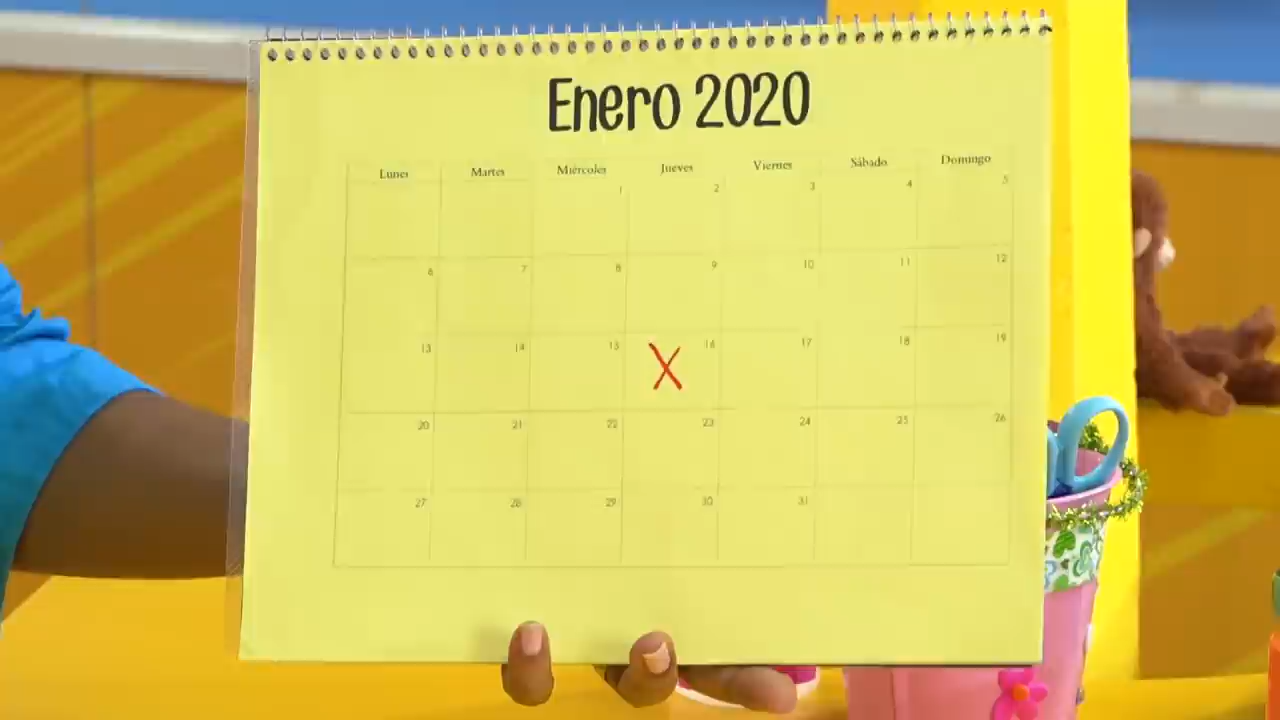 Enero 2020
Lunes Martes Miércoles Jueves Viernes Sábado Domingo
1 2 3 4 5
6 7 8 9 10 11 12
13 14 15 X 16 17 18 19
20 21 22 23 24 25 26
27 28 29 30 31